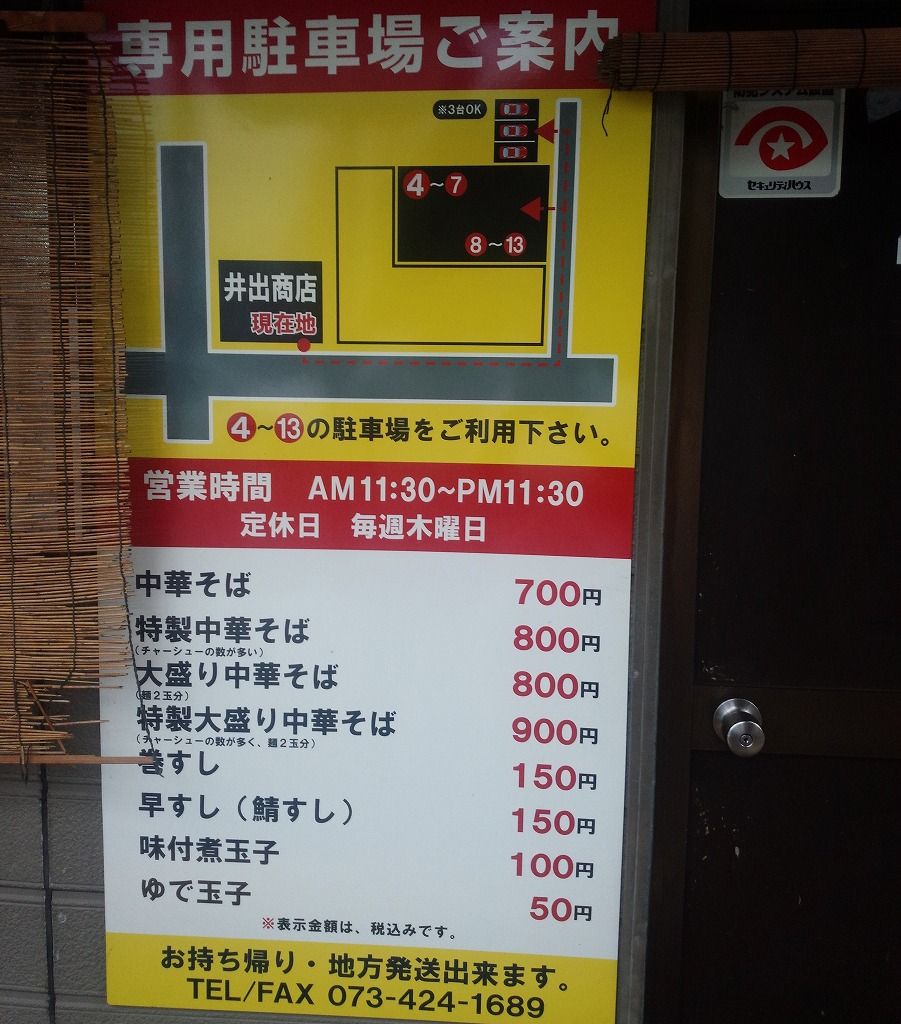 専用駐車場ご案内
※3台OK
4～7
8～13
井出商店
現在地
4～13の駐車場をご利用下さい。
営業時間 AM11:30~PM11:30
定休日 毎週木曜日
中華そば 700円
特製中華そば 800円
(チャーシューの数が多い)
大盛り中華そば 800円
(麺2玉分)
特製大盛り中華そば 900円
(チャーシューの数が多く、麺2玉分)
巻すし 150円
早すし(鯖すし) 150円
味付煮玉子 100円
ゆで玉子 50円
※表示金額は、税込みです。
お持ち帰り・地方発送出来ます。
TEL/FAX 073-424-1689
セキュリティハウス